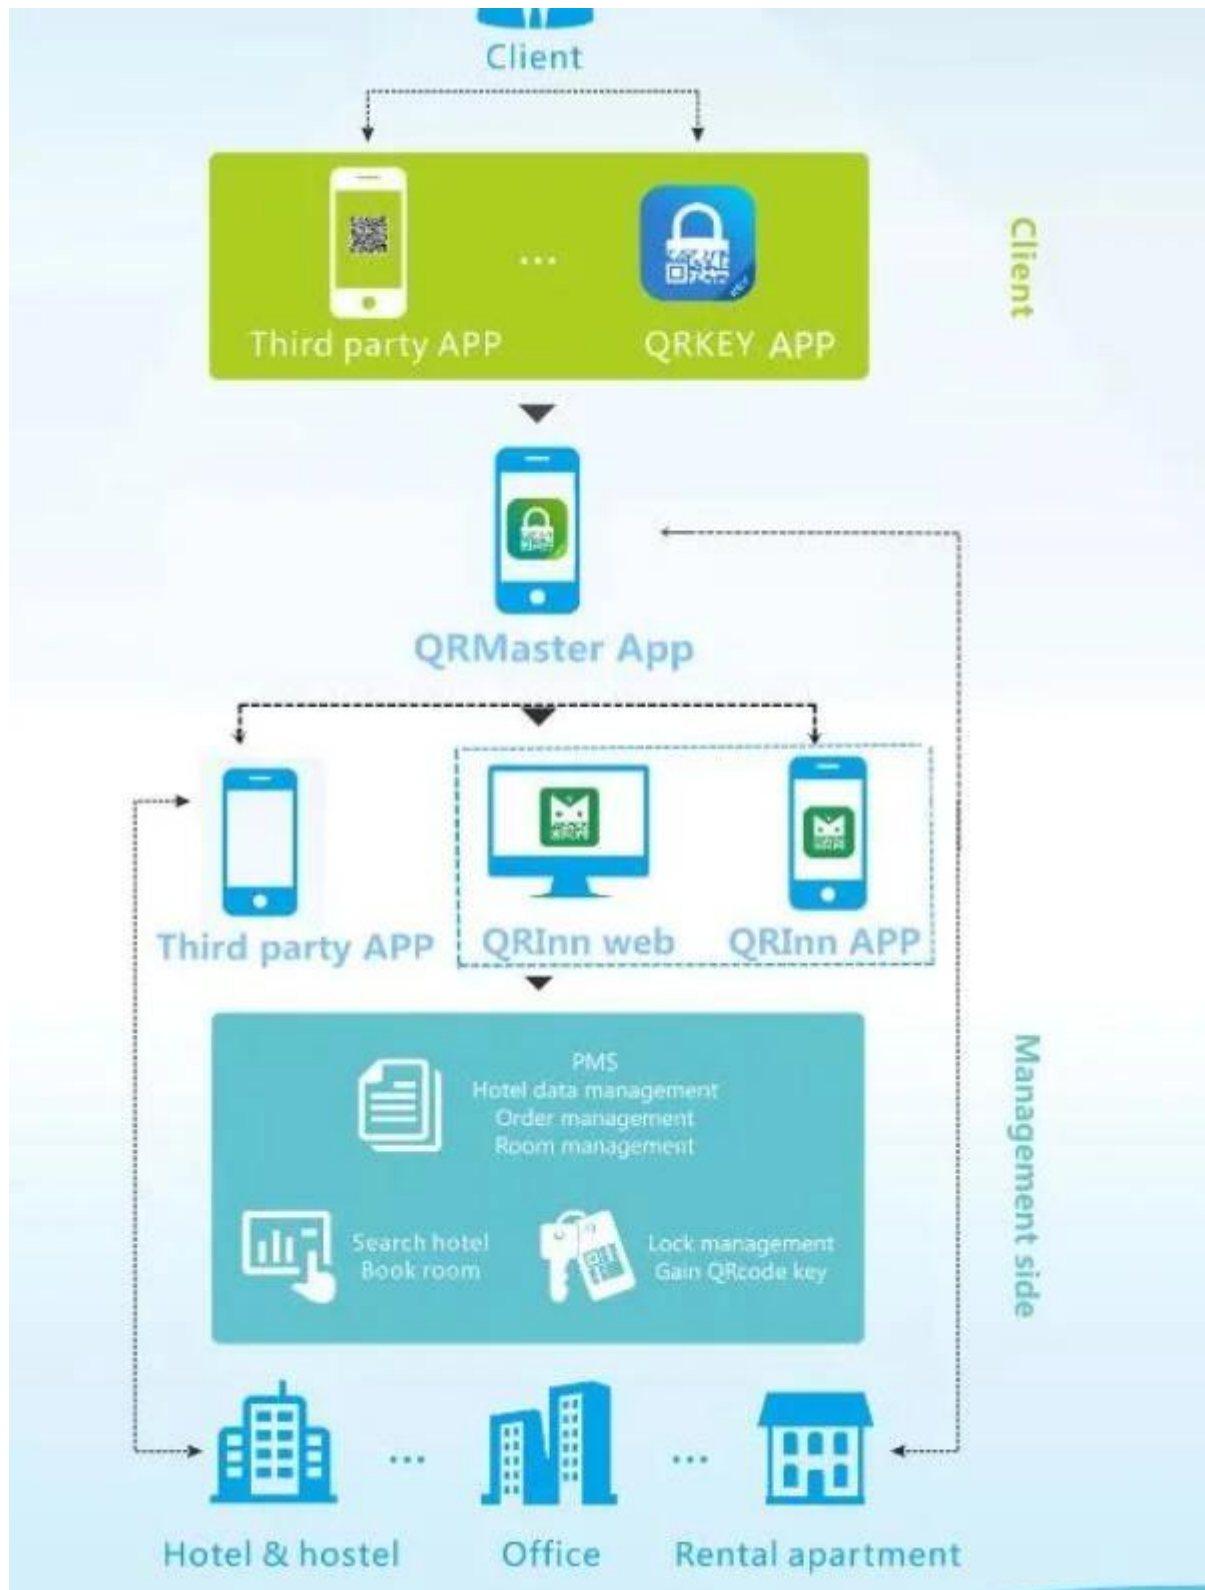 Client
Third party APP
...
QRKEY APP
Client
QRMaster App
Third party APP
QRInn web
QRInn APP
PMS
Hotel data management
Order management
Room management
Search hotel
Book room
Lock management
Gain QRcode key
Management side
...
...
Hotel & hostel
Office
Rental apartment